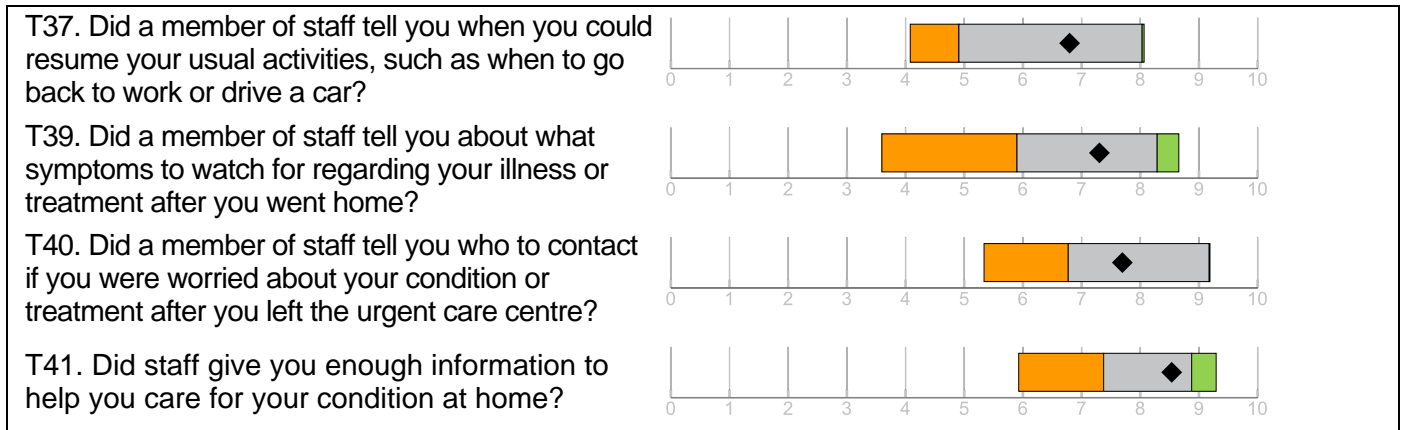 T37. Did a member of staff tell you when you could
resume your usual activities, such as when to go
back to work or drive a car?
0 1 2 3 4 5 6 7 8 9 10
T39. Did a member of staff tell you about what
symptoms to watch for regarding your illness or
treatment after you went home?
0 1 2 3 4 5 6 7 8 9 10
T40. Did a member of staff tell you who to contact
if you were worried about your condition or
treatment after you left the urgent care centre?
0 1 2 3 4 5 6 7 8 9 10
T41. Did staff give you enough information to
help you care for your condition at home?
0 1 2 3 4 5 6 7 8 9 10